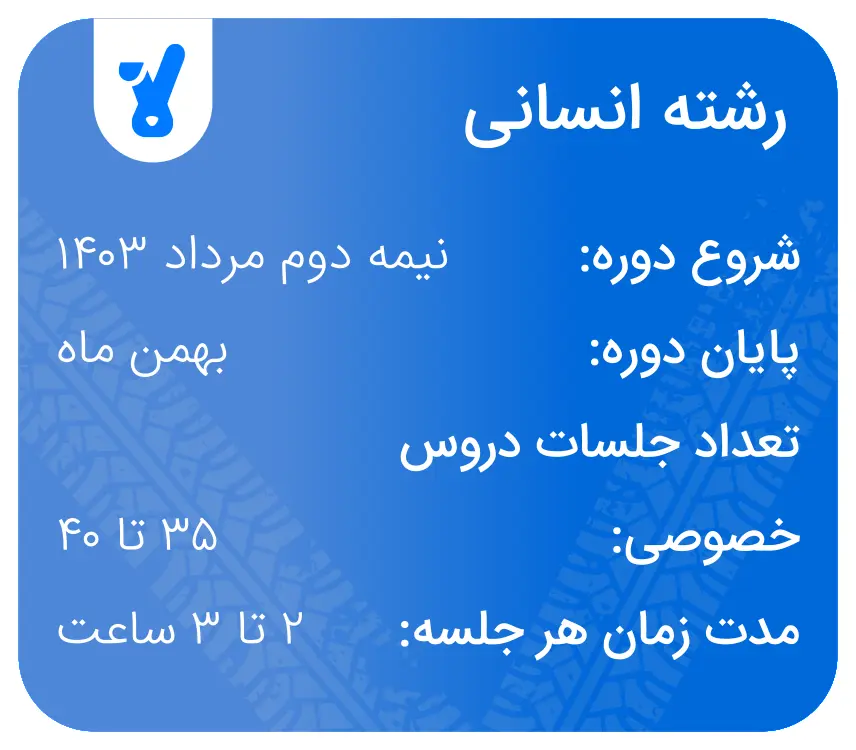 رشته انسانی
شروع دوره: نیمه دوم مرداد ۱۴۰۳
پایان دوره: بهمن ماه
تعداد جلسات دروس
خصوصی: ۳۵ تا ۴۰
مدت زمان هر جلسه: ۲ تا ۳ ساعت